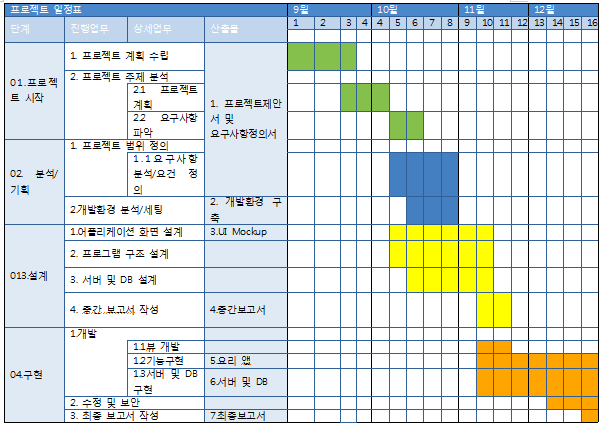 프로젝트 일정표 9월 10월 11월 12월
단계 진행업무 상세업무 산출물 1 2 3 4 5 6 7 8 9 10 11 12 13 14 15 16
01.프로젝
트 시작
1. 프로젝트 계획 수립
2. 프로젝트 주제 분석
2.1 프로젝트
계획
2.2 요구사항
파악
1. 프로젝트제안
서 및
요구사항정의서
02. 분석/
기획
1. 프로젝트 범위 정의
1.1요구사항
분석/요건 정
의
2.개발환경 분석/세팅
2. 개발환경 구
축
013.설계
1.어플리케이션 화면 설계 3.UI Mockup
2. 프로그램 구조 설계
3. 서버 및 DB 설계
4. 중간 보고서 작성 4.중간보고서
04.구현
1.개발
1.1뷰 개발
1.2기능구현 5.요리 앱
1.3서버 및 DB
구현
6.서버 및 DB
2. 수정 및 보안
3. 최종 보고서 작성 7.최종보고서